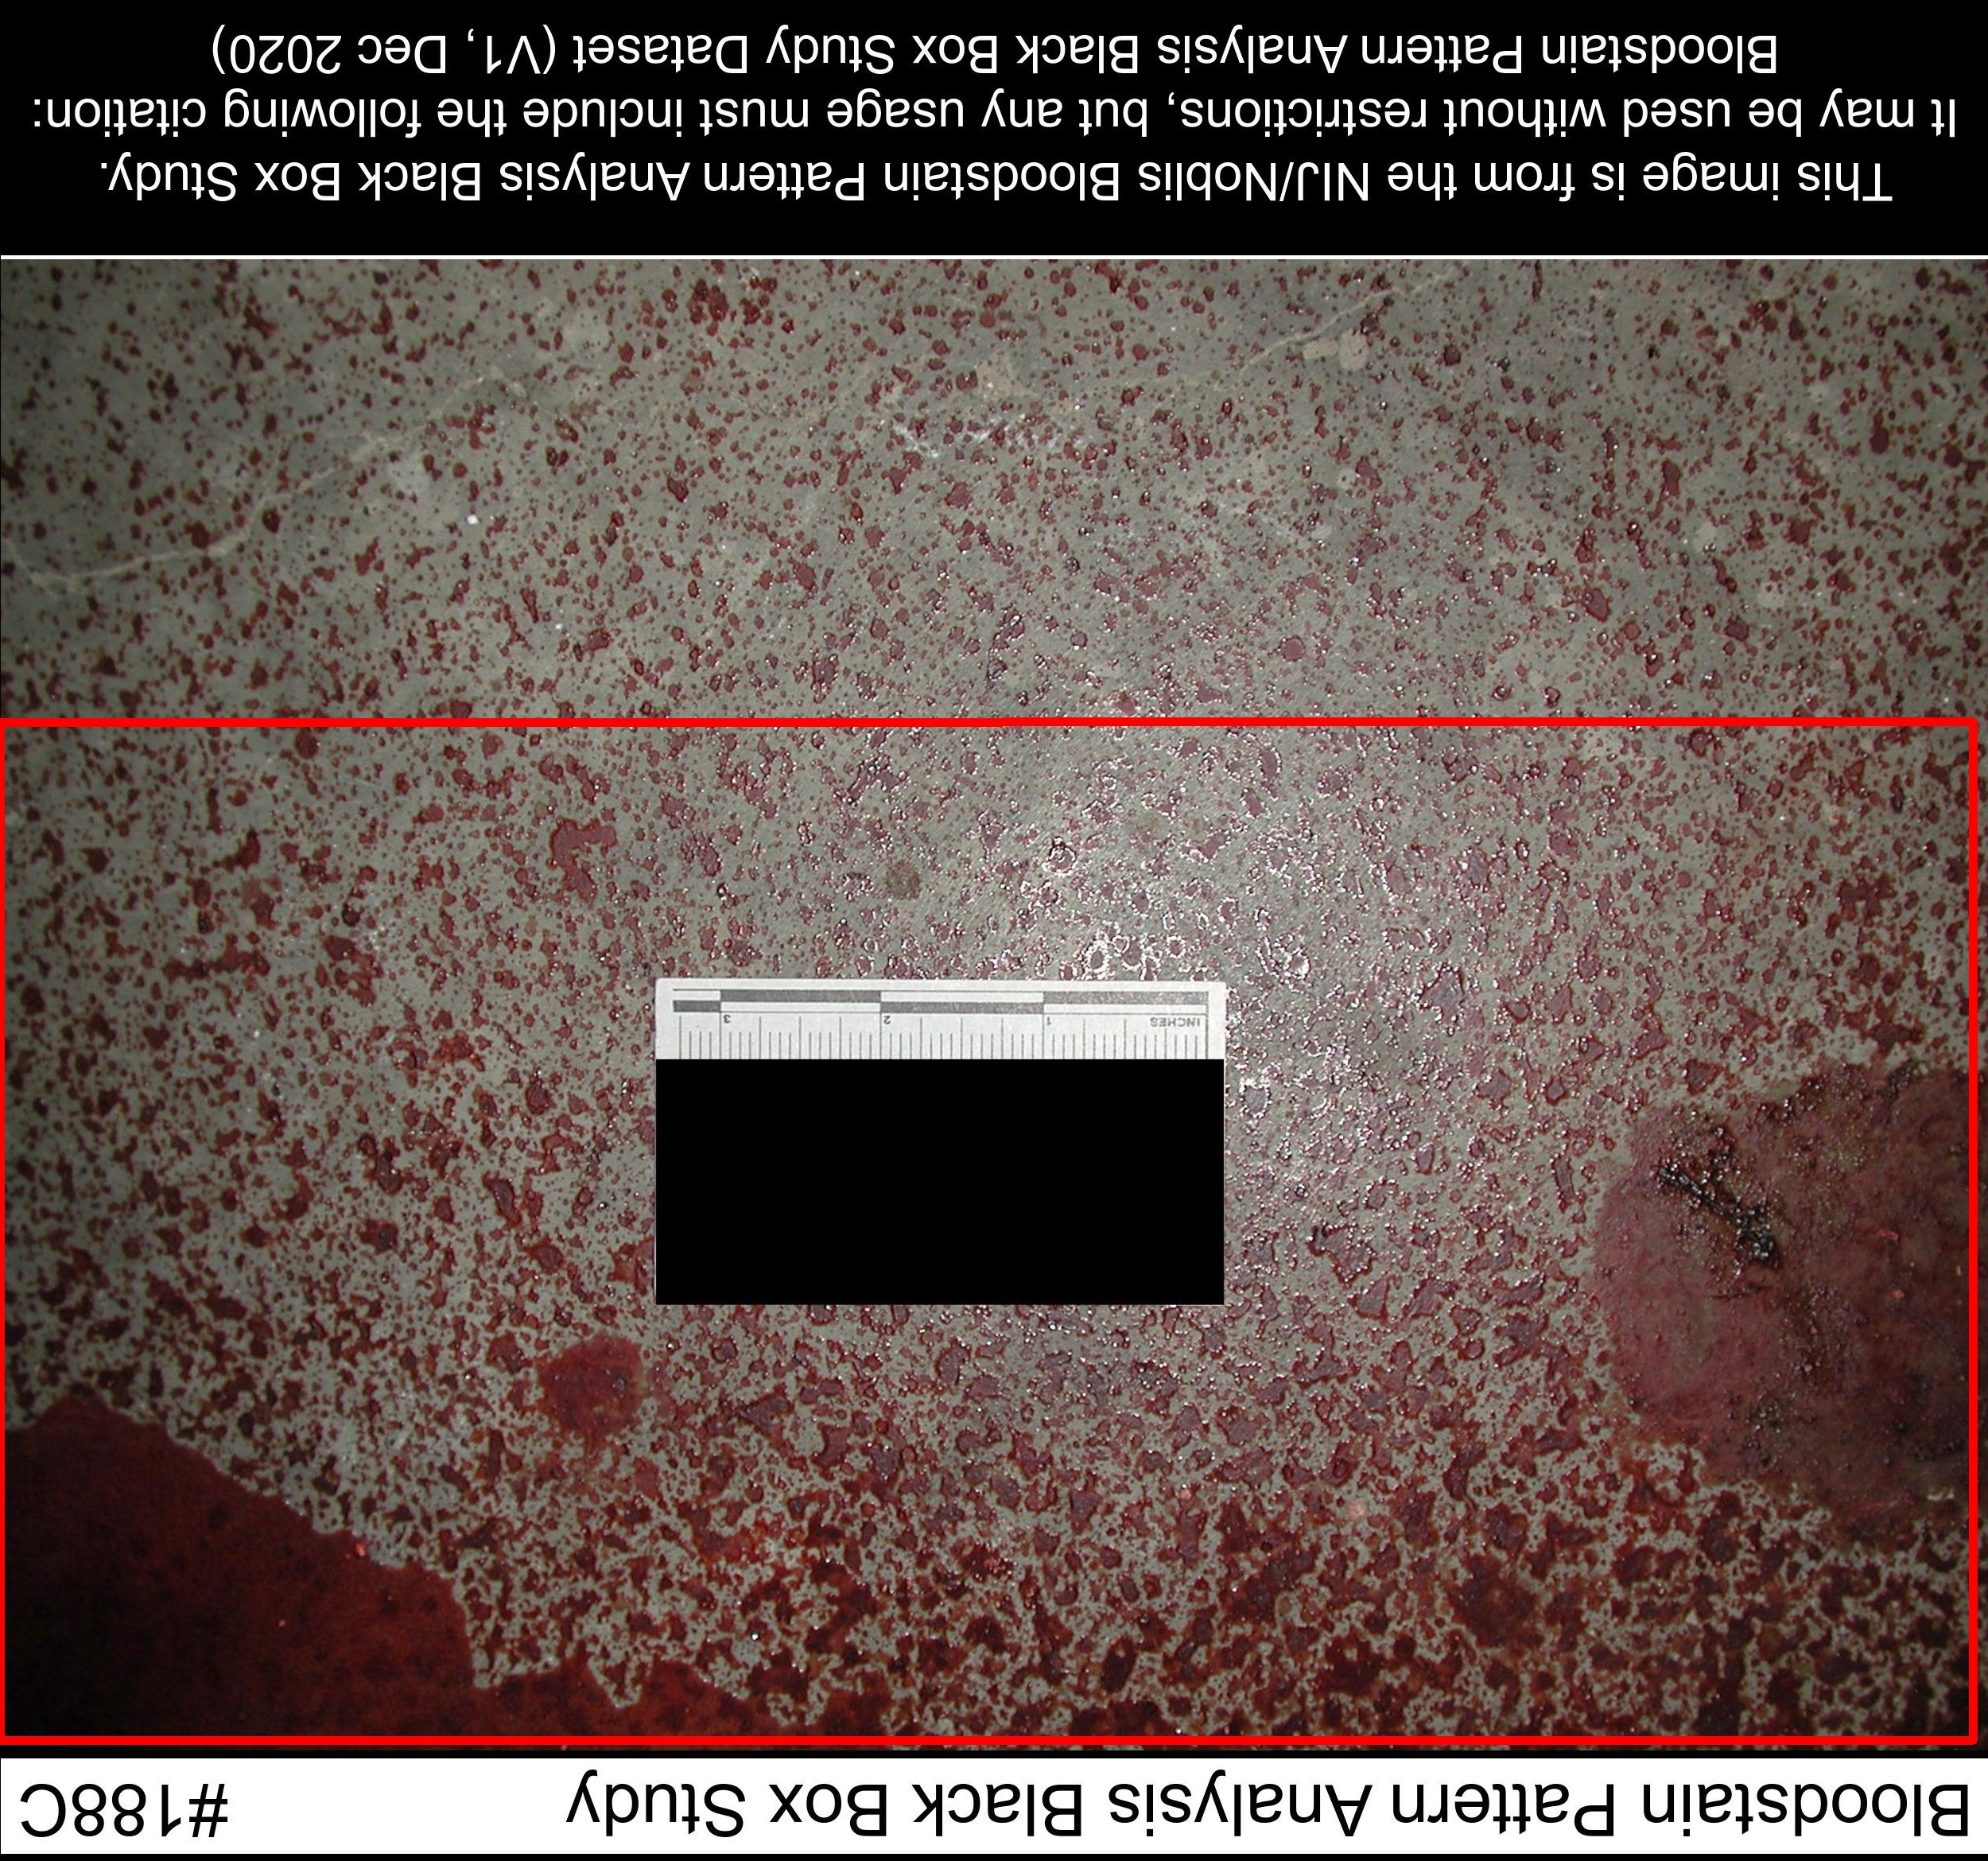 Bloodstain Pattern Analysis Black Box Study #188C
INCHES 1 2 3
This image is from the NIJ/Noblis Bloodstain Pattern Analysis Black Box Study.
It may be used without restrictions, but any usage must include the following citation:
Bloodstain Pattern Analysis Black Box Study Dataset (V1, Dec 2020)